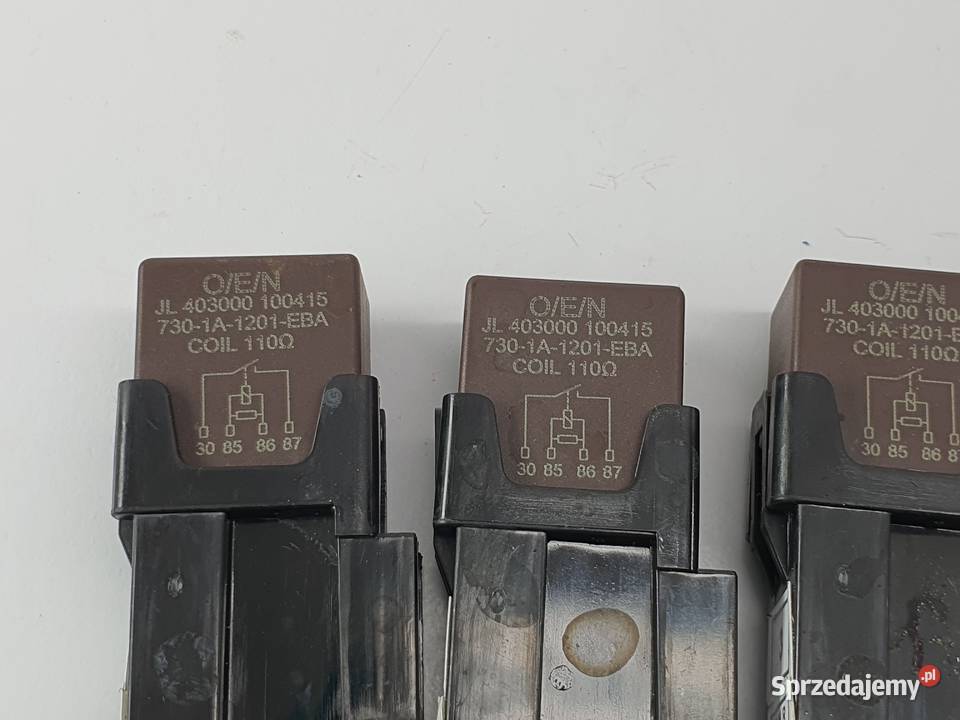 O/E/N
JL 403000 100415
730-1A-1201-EBA
COIL 110Ω
30 85 86 87
O/E/N
JL 403000 100415
730-1A-1201-EBA
COIL 110Ω
30 85 86 87
O/E/N
JL 403000
730-1A-1201-
COIL 110Ω
30 85 86
Sprzedajemy.pl